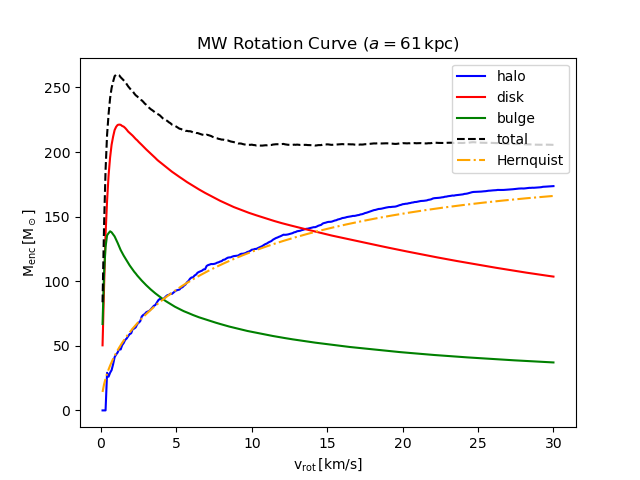 MW Rotation Curve (a = 61 kpc)
halo
disk
bulge
total
Hernquist
M_enc [M_⊙]
250
200
150
100
50
0
0 5 10 15 20 25 30
v_rot [km/s]